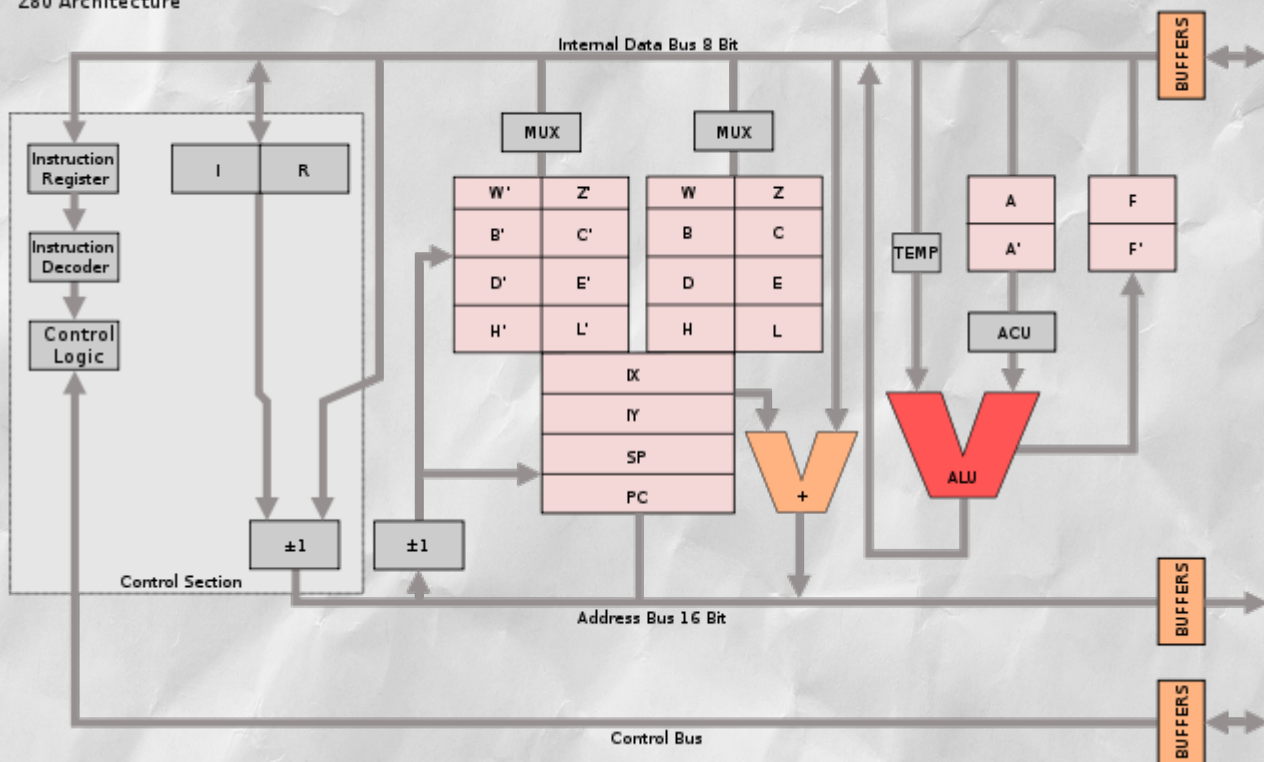 Z80 Architecture
Internal Data Bus 8 Bit
BUFFERS
MUX
MUX
Instruction
Register
I
R
W'
Z'
W
Z
A
F
B'
C'
B
C
Instruction
Decoder
TEMP
A'
F'
D'
E'
D
E
Control
Logic
H'
L'
H
L
ACU
IX
IY
SP
ALU
PC
+
±1
±1
Control Section
BUFFERS
Address Bus 16 Bit
BUFFERS
Control Bus